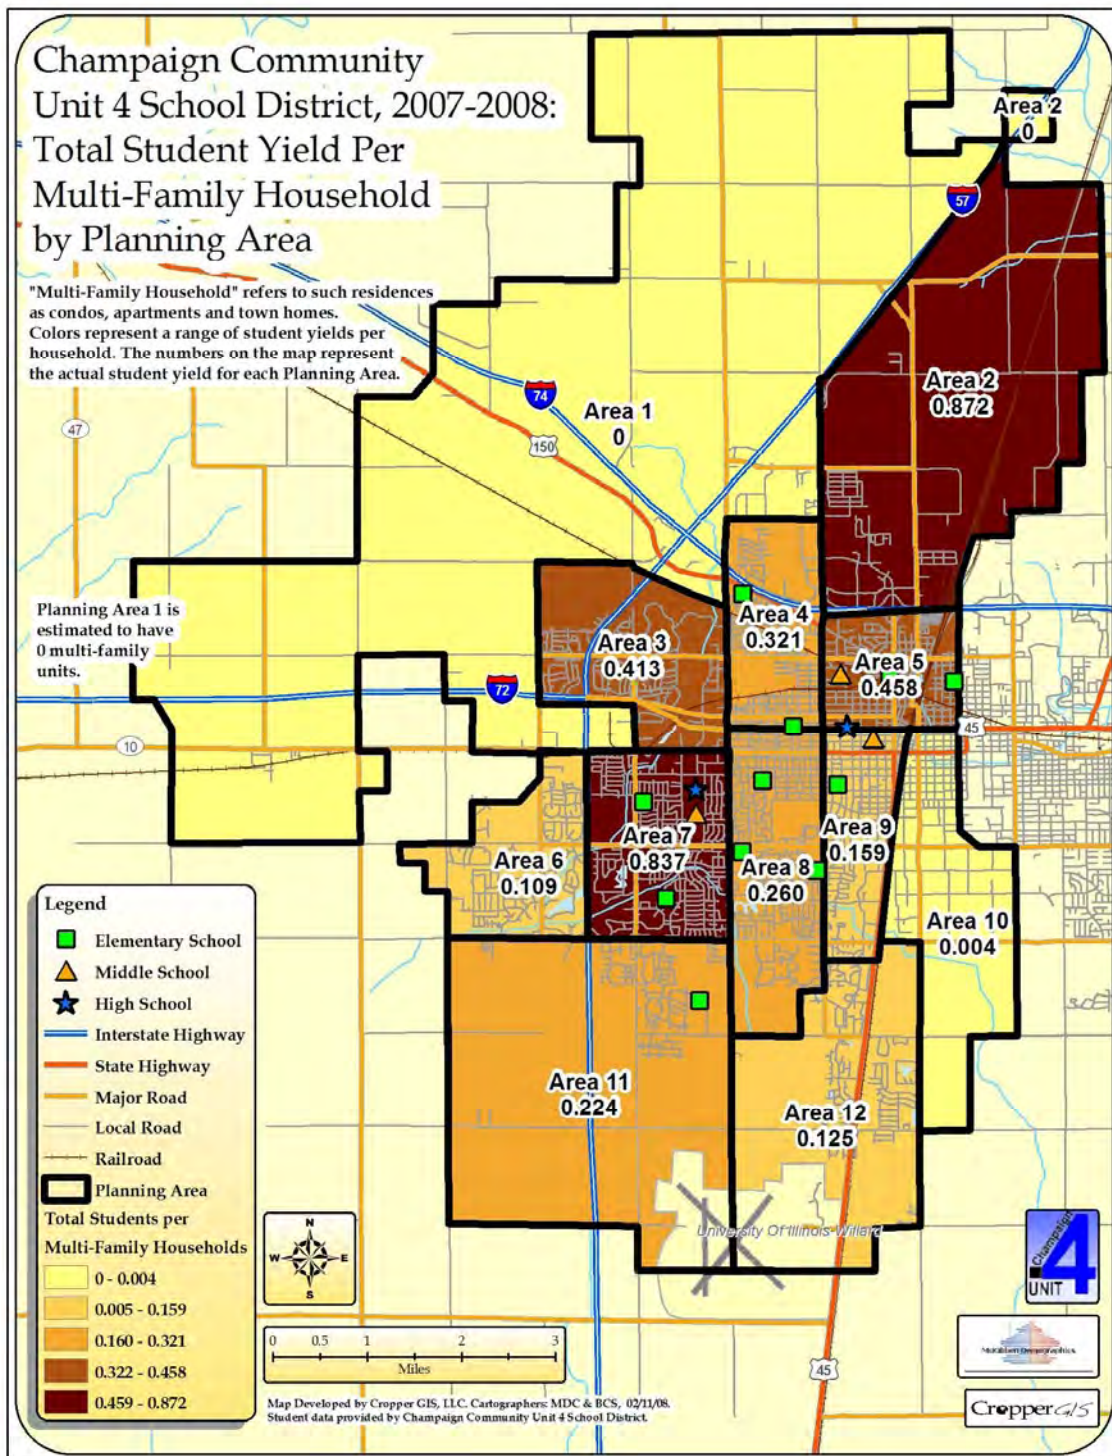 Champaign Community
Unit 4 School District, 2007-2008:
Total Student Yield Per
Multi-Family Household
by Planning Area
"Multi-Family Household" refers to such residences
as condos, apartments and town homes.
Colors represent a range of student yields per
household. The numbers on the map represent
the actual student yield for each Planning Area.
Area 2
0
57
Area 2
0.872
74
150
Area 1
0
47
Planning Area 1 is
estimated to have
0 multi-family
units.
Area 3
0.413
Area 4
0.321
Area 5
0.458
72
45
10
Area 6
0.109
Area 7
0.837
Area 8
0.260
Area 9
0.159
Area 10
0.004
Area 11
0.224
Area 12
0.125
University Of Illinois-Willard
45
Legend
Elementary School
Middle School
High School
Interstate Highway
State Highway
Major Road
Local Road
Railroad
Planning Area
Total Students per
Multi-Family Households
0 - 0.004
0.005 - 0.159
0.160 - 0.321
0.322 - 0.458
0.459 - 0.872
N
W E
S
0 0.5 1 2 3
Miles
Map Developed by Cropper GIS, LLC. Cartographers: MDC & BCS, 02/11/08.
Student data provided by Champaign Community Unit 4 School District.
Champaign
4
UNIT
McKibben Demographics
Cropper GIS